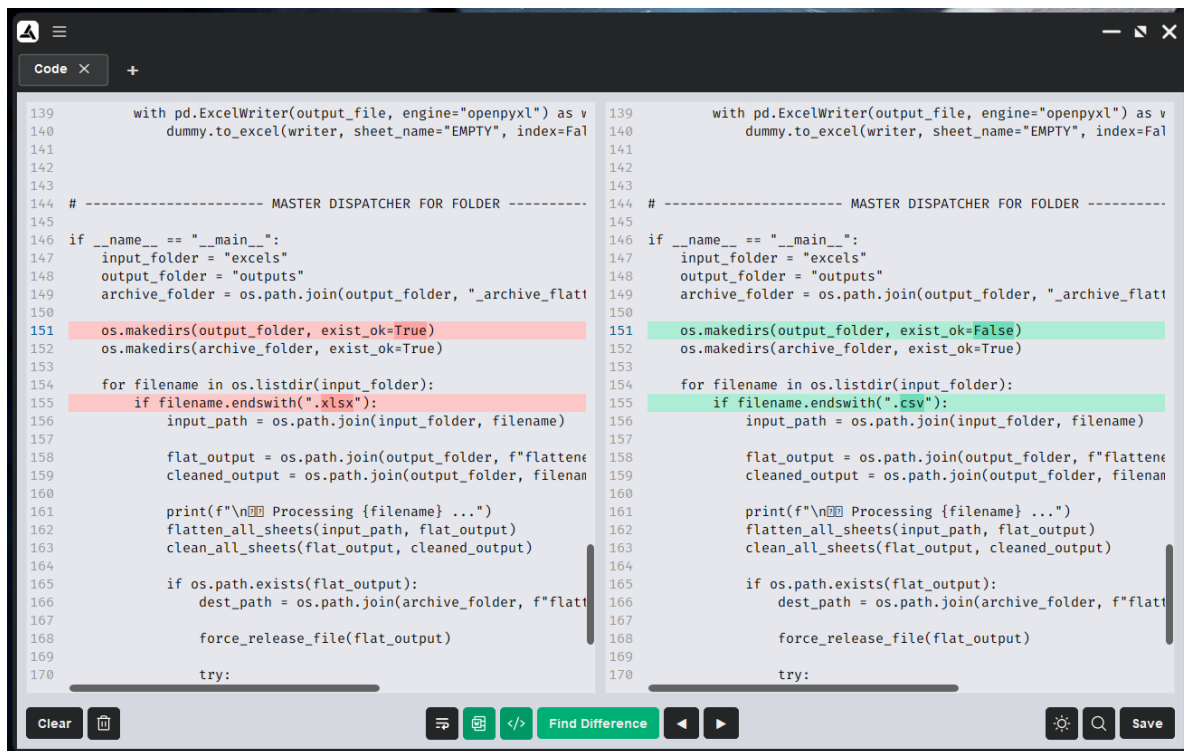 Code
139         with pd.ExcelWriter(output_file, engine="openpyxl") as
140             dummy.to_excel(writer, sheet_name="EMPTY", index=Fal
141
142
143
144 # ---------------------- MASTER DISPATCHER FOR FOLDER ----------
145
146 if __name__ == "__main__":
147     input_folder = "excels"
148     output_folder = "outputs"
149     archive_folder = os.path.join(output_folder, "_archive_flatt
150
151     os.makedirs(output_folder, exist_ok=True)
152     os.makedirs(archive_folder, exist_ok=True)
153
154     for filename in os.listdir(input_folder):
155         if filename.endswith(".xlsx"):
156             input_path = os.path.join(input_folder, filename)
157
158             flat_output = os.path.join(output_folder, f"flattene
159             cleaned_output = os.path.join(output_folder, filenam
160
161             print(f"\n Processing {filename} ...")
162             flatten_all_sheets(input_path, flat_output)
163             clean_all_sheets(flat_output, cleaned_output)
164
165             if os.path.exists(flat_output):
166                 dest_path = os.path.join(archive_folder, f"flatt
167
168                 force_release_file(flat_output)
169
170                 try:
139         with pd.ExcelWriter(output_file, engine="openpyxl") as
140             dummy.to_excel(writer, sheet_name="EMPTY", index=Fal
141
142
143
144 # ---------------------- MASTER DISPATCHER FOR FOLDER ----------
145
146 if __name__ == "__main__":
147     input_folder = "excels"
148     output_folder = "outputs"
149     archive_folder = os.path.join(output_folder, "_archive_flatt
150
151     os.makedirs(output_folder, exist_ok=False)
152     os.makedirs(archive_folder, exist_ok=True)
153
154     for filename in os.listdir(input_folder):
155         if filename.endswith(".csv"):
156             input_path = os.path.join(input_folder, filename)
157
158             flat_output = os.path.join(output_folder, f"flattene
159             cleaned_output = os.path.join(output_folder, filenam
160
161             print(f"\n Processing {filename} ...")
162             flatten_all_sheets(input_path, flat_output)
163             clean_all_sheets(flat_output, cleaned_output)
164
165             if os.path.exists(flat_output):
166                 dest_path = os.path.join(archive_folder, f"flatt
167
168                 force_release_file(flat_output)
169
170                 try:
Clear
Find Difference
Save